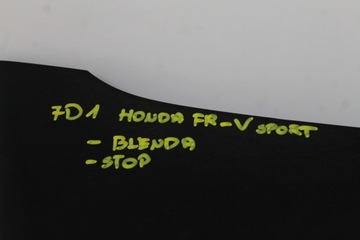 7D1 HONDA FR-V SPORT
- BLENDA
- STOP